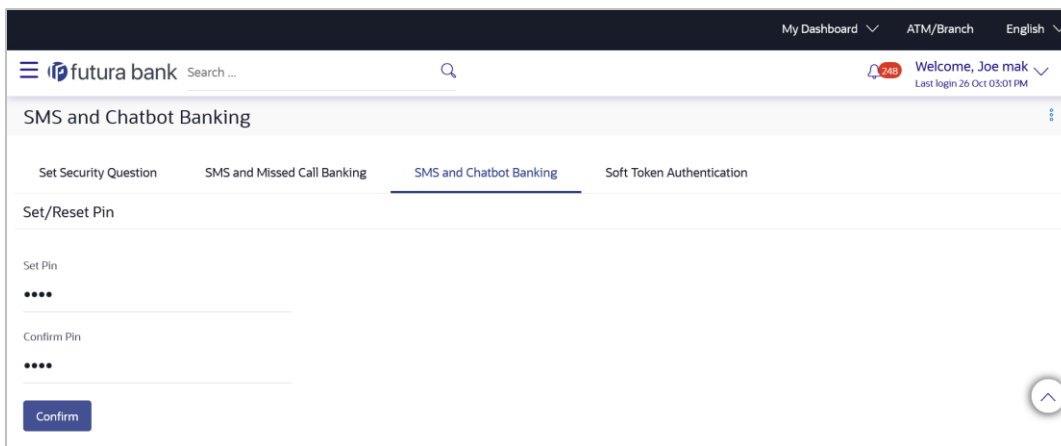 My Dashboard ATM/Branch English
futura bank Search ... 248 Welcome, Joe mak
Last login 26 Oct 03:01 PM
SMS and Chatbot Banking
Set Security Question SMS and Missed Call Banking SMS and Chatbot Banking Soft Token Authentication
Set/Reset Pin
Set Pin
••••
Confirm Pin
••••
Confirm